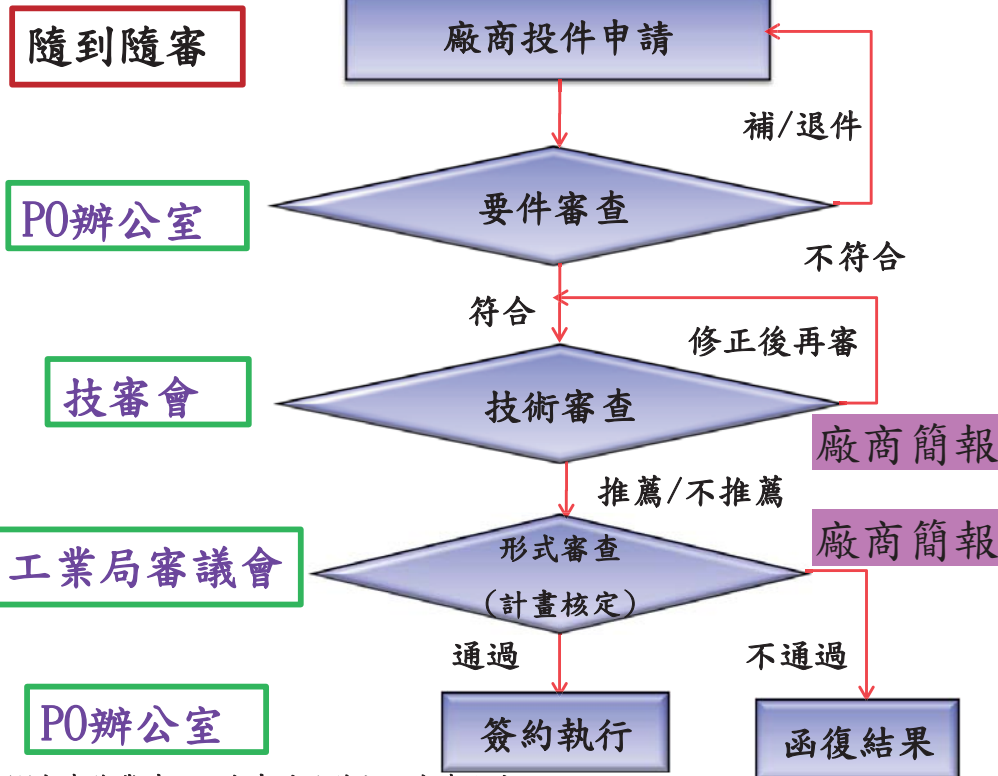 隨到隨審
廠商投件申請
補/退件
PO辦公室
要件審查
不符合
符合
修正後再審
技審會
技術審查
廠商簡報
推薦/不推薦
工業局審議會
形式審查
(計畫核定)
廠商簡報
通過
不通過
PO辦公室
簽約執行
函復結果